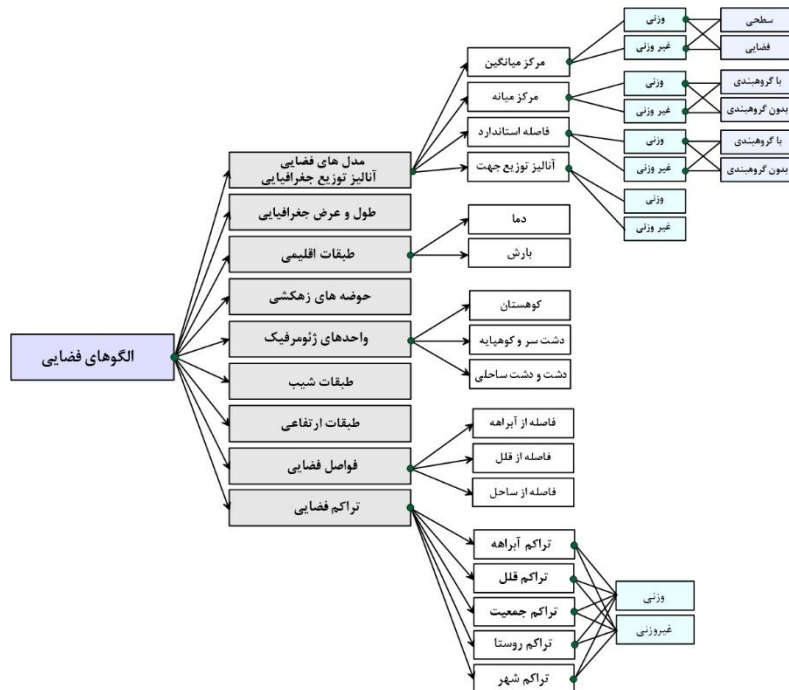 الگوهای فضایی
مدل های فضایی
آنالیز توزیع جغرافیایی
طول و عرض جغرافیایی
طبقات اقلیمی
حوضه های زهکشی
واحدهای ژئومرفیک
طبقات شیب
طبقات ارتفاعی
فواصل فضایی
تراکم فضایی
مرکز میانگین
مرکز میانه
فاصله استاندارد
آنالیز توزیع جهت
دما
بارش
کوهستان
دشت سر و کوهپایه
دشت و دشت ساحلی
فاصله از آبراهه
فاصله از قلل
فاصله از ساحل
تراکم آبراهه
تراکم قلل
تراکم جمعیت
تراکم روستا
تراکم شهر
وزنی
غیر وزنی
وزنی
غیر وزنی
وزنی
غیر وزنی
وزنی
غیر وزنی
وزنی
غیروزنی
سطحی
فضایی
با گروهبندی
بدون گروهبندی
با گروهبندی
بدون گروهبندی